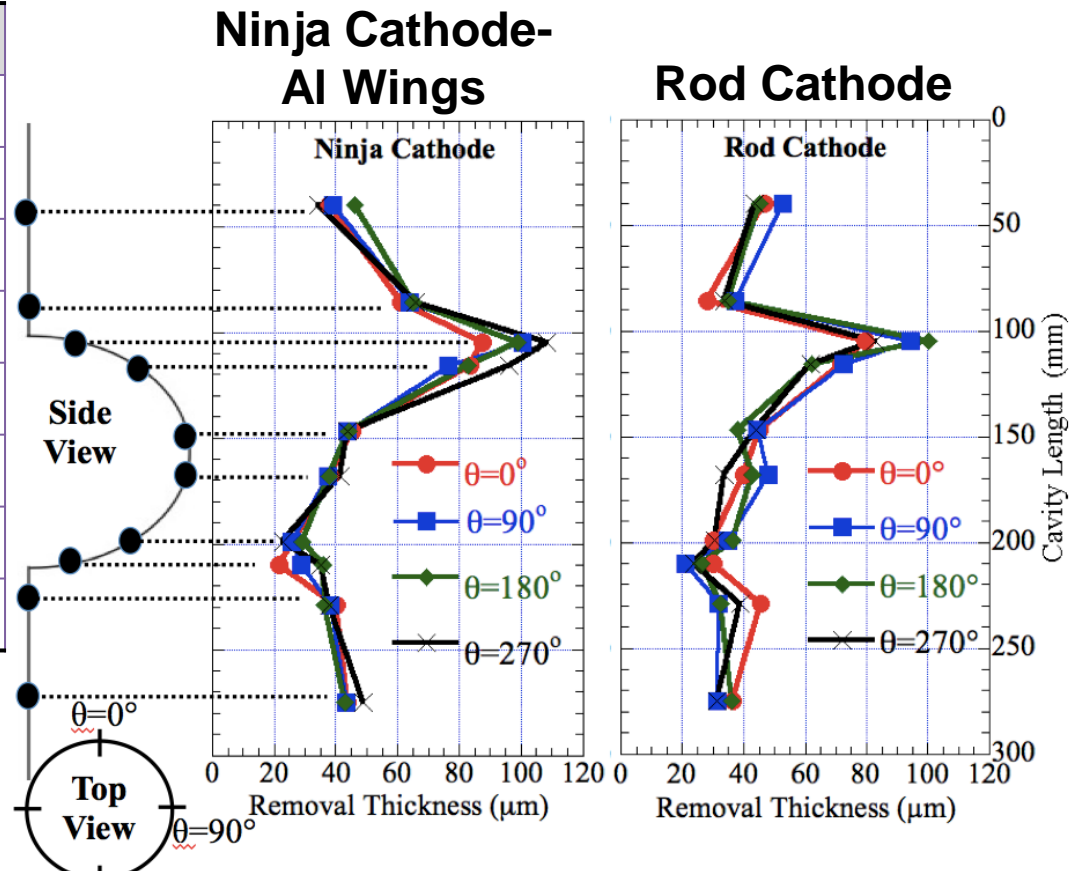 Ninja Cathode-
Al Wings
Rod Cathode
Ninja Cathode
Rod Cathode
Side
View
θ=0°
θ=90°
θ=180°
θ=270°
θ=0°
θ=90°
θ=180°
θ=270°
0
50
100
150
200
250
300
Cavity Length (mm)
0 20 40 60 80 100 120
0 20 40 60 80 100 120
Removal Thickness (μm)
Removal Thickness (μm)
θ=0°
Top
View
θ=90°